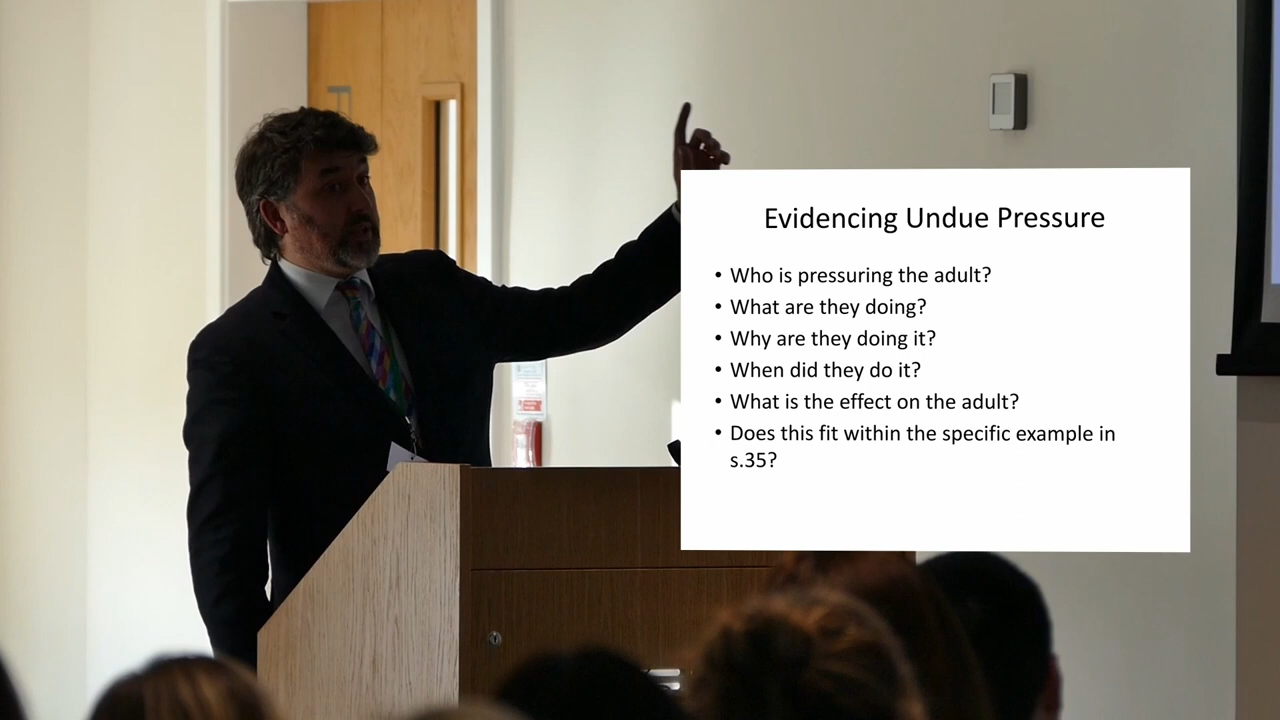 Evidencing Undue Pressure
• Who is pressuring the adult?
• What are they doing?
• Why are they doing it?
• When did they do it?
• What is the effect on the adult?
• Does this fit within the specific example in
s.35?